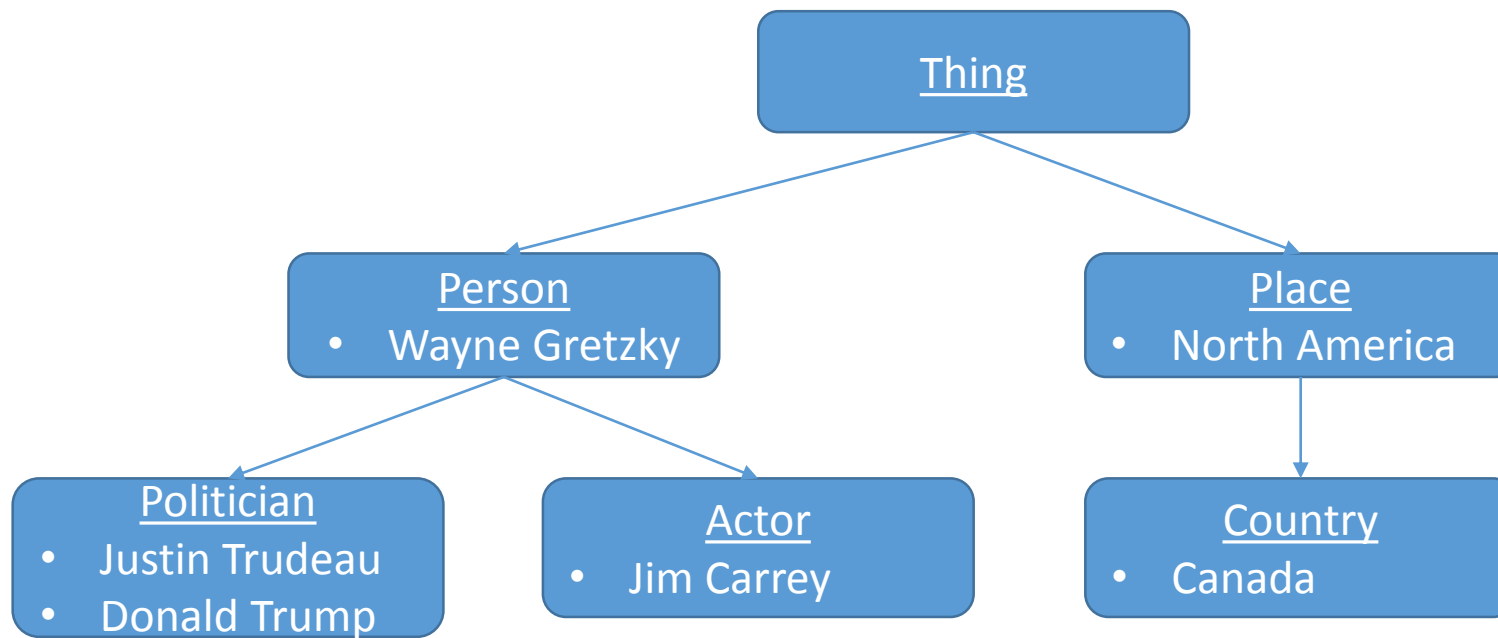 Thing
Person
• Wayne Gretzky
Place
• North America
Politician
• Justin Trudeau
• Donald Trump
Actor
• Jim Carrey
Country
• Canada